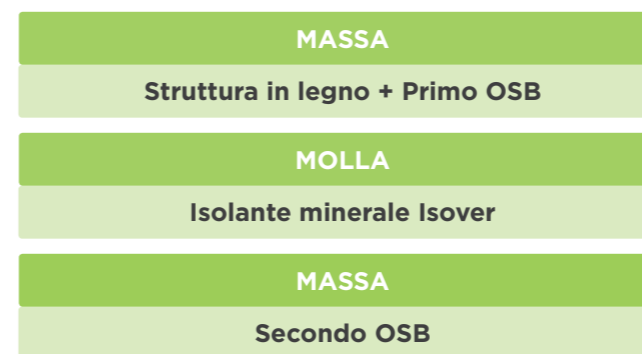 MASSA
Struttura in legno + Primo OSB
MOLLA
Isolante minerale Isover
MASSA
Secondo OSB